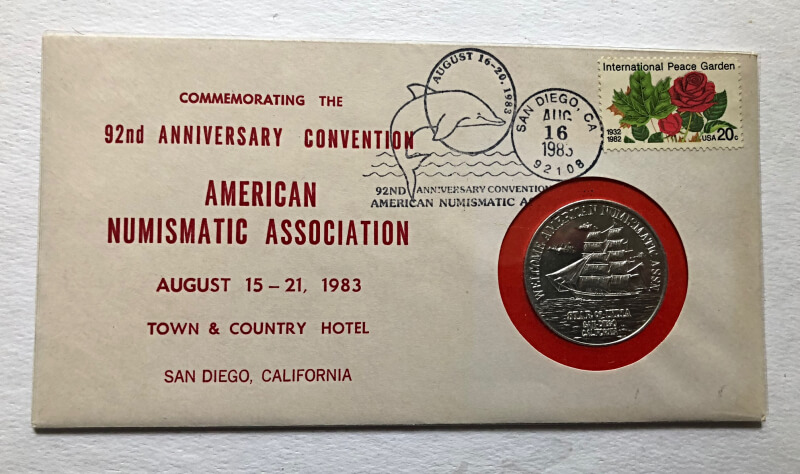 COMMEMORATING THE
92nd ANNIVERSARY CONVENTION
AMERICAN
NUMISMATIC ASSOCIATION
AUGUST 15-21, 1983
TOWN & COUNTRY HOTEL
SAN DIEGO, CALIFORNIA
AUGUST 16-20, 1983
92ND ANNIVERSARY CONVENTION
AMERICAN NUMISMATIC
SAN DIEGO, CA
AUG
16
1983
92108
International Peace Garden
1932
1982
USA 20c
WELCOME AMERICAN NUMISMATIC ASSN.
STAR OF INDIA
SAN DIEGO
CALIFORNIA